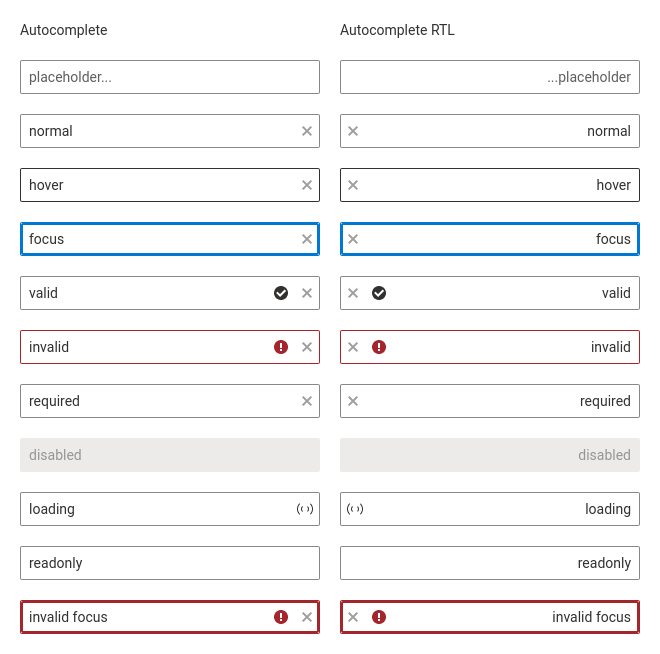 Autocomplete
Autocomplete RTL
placeholder...
...placeholder
normal
normal
hover
hover
focus
focus
valid
valid
invalid
invalid
required
required
disabled
disabled
loading
loading
readonly
readonly
invalid focus
invalid focus